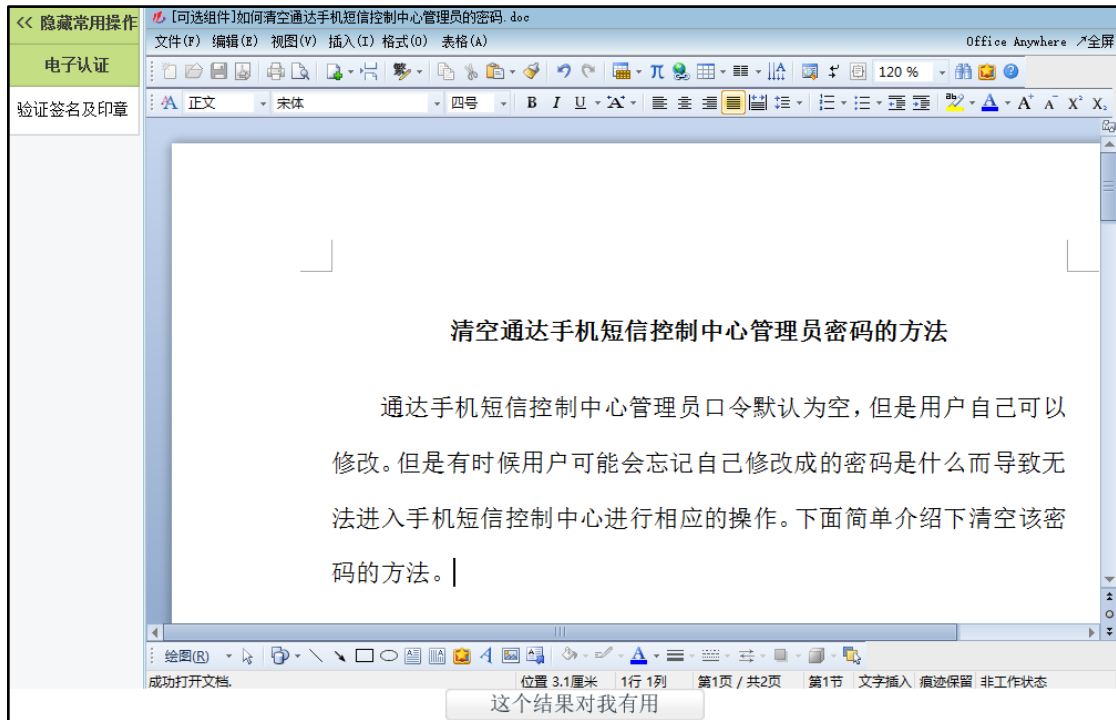 << 隐藏常用操作
电子认证
验证签名及印章
[可选组件]如何清空通达手机短信控制中心管理员的密码.doc
文件(F) 编辑(E) 视图(V) 插入(I) 格式(O) 表格(A)
Office Anywhere ↗全屏
繁
π
120 %
正文 宋体 四号 B I U A A A⁺ A⁻ X² X₂
清空通达手机短信控制中心管理员密码的方法
通达手机短信控制中心管理员口令默认为空，但是用户自己可以
修改。但是有时候用户可能会忘记自己修改成的密码是什么而导致无
法进入手机短信控制中心进行相应的操作。下面简单介绍下清空该密
码的方法。
绘图(R)
成功打开文档.
位置 3.1厘米 1行 1列 第1页 / 共2页 第1节 文字插入 痕迹保留 非工作状态
这个结果对我有用